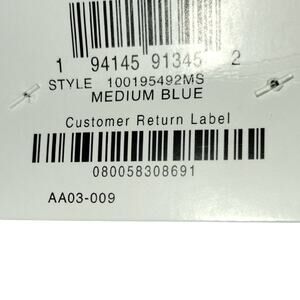 1 94145 91345 2
STYLE 100195492MS
MEDIUM BLUE
Customer Return Label
080058308691
AA03-009